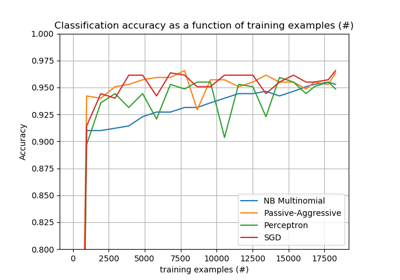 Classification accuracy as a function of training examples (#)
1.000
0.975
0.950
0.925
0.900
0.875
0.850
0.825
0.800
Accuracy
NB Multinomial
Passive-Aggressive
Perceptron
SGD
0 2500 5000 7500 10000 12500 15000 17500
training examples (#)